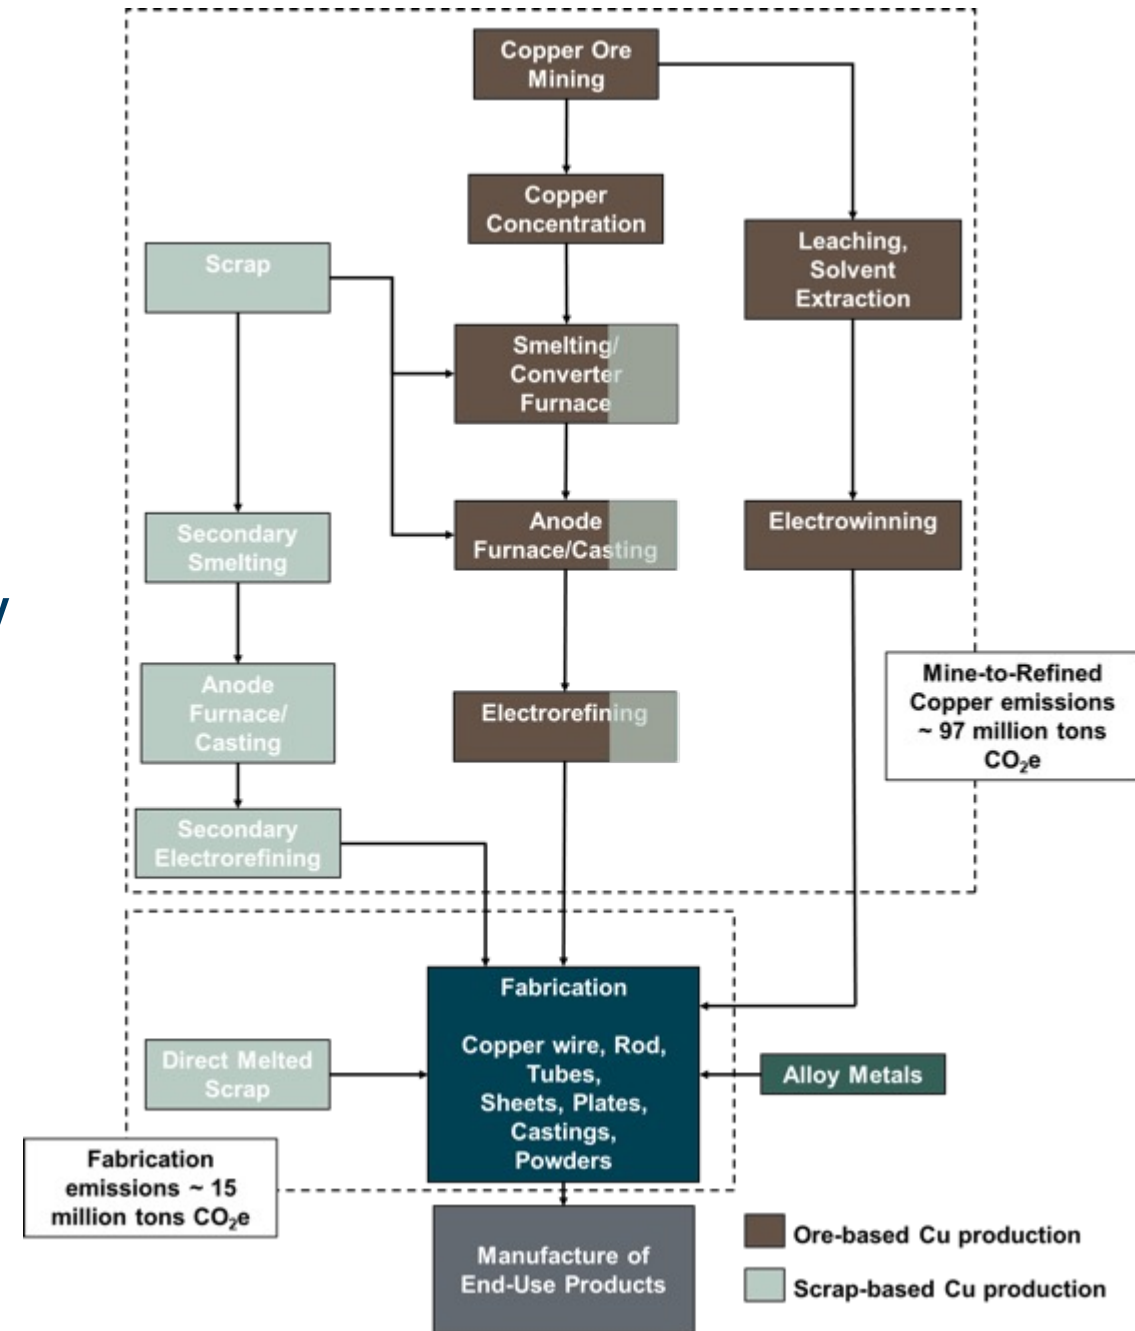 Copper Ore
Mining
Copper
Concentration
Leaching,
Solvent
Extraction
Scrap
Smelting/
Converter
Furnace
Secondary
Smelting
Anode
Furnace/Casting
Electrowinning
y
Anode
Furnace/
Casting
Electrorefining
Mine-to-Refined
Copper emissions
~ 97 million tons
CO₂e
Secondary
Electrorefining
Fabrication
Copper wire, Rod,
Tubes,
Sheets, Plates,
Castings,
Powders
Direct Melted
Scrap
Alloy Metals
Fabrication
emissions ~ 15
million tons CO₂e
Manufacture of
End-Use Products
Ore-based Cu production
Scrap-based Cu production